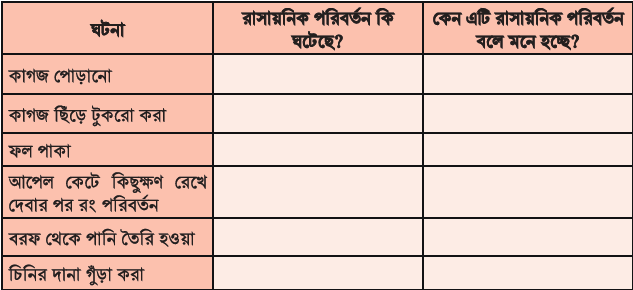 ঘটনা
রাসায়নিক পরিবর্তন কি
ঘটেছে?
কেন এটি রাসায়নিক পরিবর্তন
বলে মনে হচ্ছে?
কাগজ পোড়ানো
কাগজ ছিঁড়ে টুকরো করা
ফল পাকা
আপেল কেটে কিছুক্ষণ রেখে
দেবার পর রং পরিবর্তন
বরফ থেকে পানি তৈরি হওয়া
চিনির দানা গুঁড়া করা